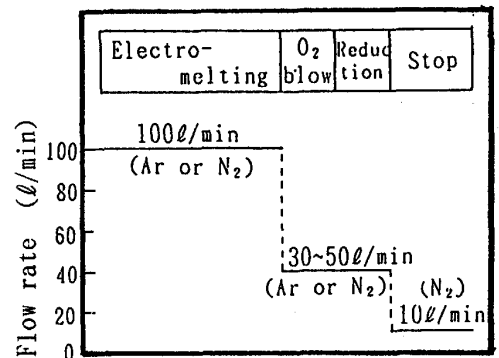 Electro-
melting
O₂
blow
Reduc
tion
Stop
Flow rate (ℓ/min)
100
80
60
40
20
0
100ℓ/min
(Ar or N₂)
30~50ℓ/min
(Ar or N₂)
(N₂)
10ℓ/min